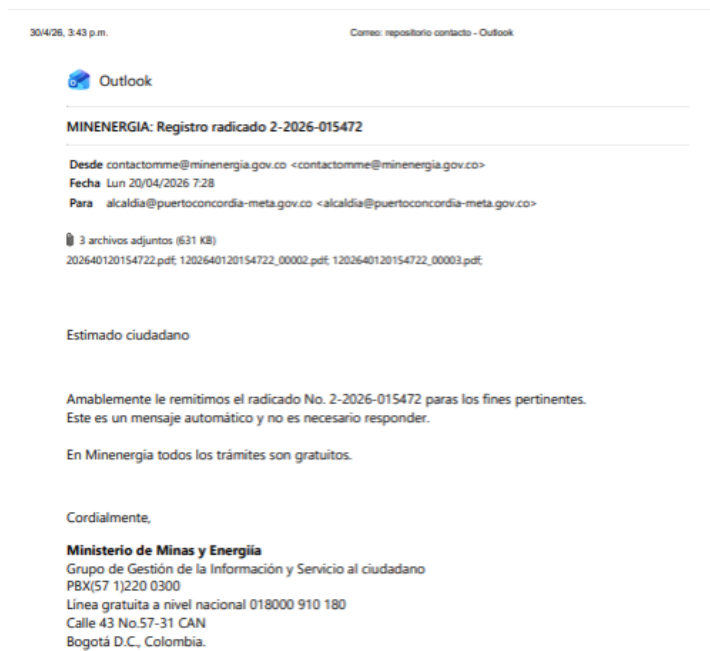 30/4/26, 3:43 p.m. Correo: repositorio contacto - Outlook
Outlook
MINENERGIA: Registro radicado 2-2026-015472
Desde contactomme@minenergia.gov.co <contactomme@minenergia.gov.co>
Fecha Lun 20/04/2026 7:28
Para alcaldia@puertoconcordia-meta.gov.co <alcaldia@puertoconcordia-meta.gov.co>
3 archivos adjuntos (631 KB)
202640120154722.pdf; 1202640120154722_00002.pdf; 1202640120154722_00003.pdf;
Estimado ciudadano
Amablemente le remitimos el radicado No. 2-2026-015472 paras los fines pertinentes.
Este es un mensaje automático y no es necesario responder.
En Minenergia todos los trámites son gratuitos.
Cordialmente,
Ministerio de Minas y Energiía
Grupo de Gestión de la Información y Servicio al ciudadano
PBX(57 1)220 0300
Línea gratuita a nivel nacional 018000 910 180
Calle 43 No.57-31 CAN
Bogotá D.C., Colombia.